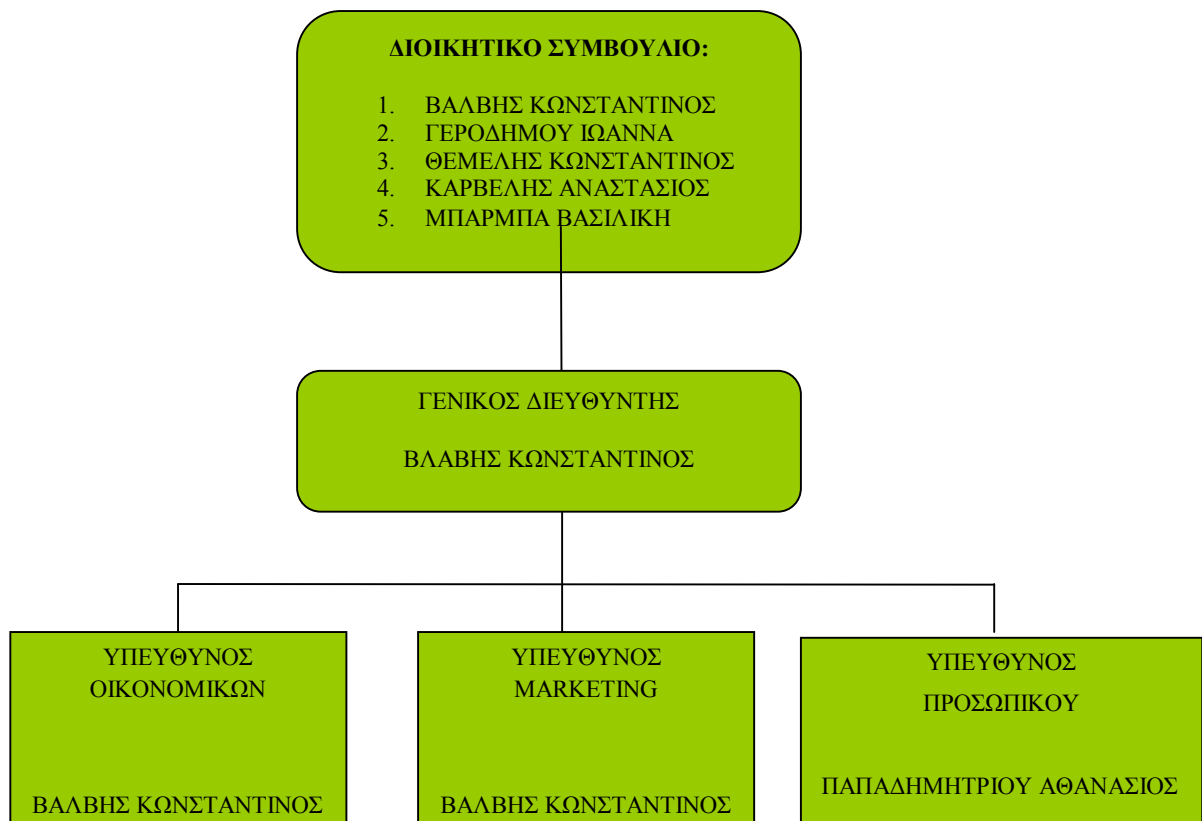 ΔΙΟΙΚΗΤΙΚΟ ΣΥΜΒΟΥΛΙΟ:
1. ΒΑΛΒΗΣ ΚΩΝΣΤΑΝΤΙΝΟΣ
2. ΓΕΡΟΔΗΜΟΥ ΙΩΑΝΝΑ
3. ΘΕΜΕΛΗΣ ΚΩΝΣΤΑΝΤΙΝΟΣ
4. ΚΑΡΒΕΛΗΣ ΑΝΑΣΤΑΣΙΟΣ
5. ΜΠΑΡΜΠΑ ΒΑΣΙΛΙΚΗ
ΓΕΝΙΚΟΣ ΔΙΕΥΘΥΝΤΗΣ
ΒΛΑΒΗΣ ΚΩΝΣΤΑΝΤΙΝΟΣ
ΥΠΕΥΘΥΝΟΣ
ΟΙΚΟΝΟΜΙΚΩΝ
ΒΑΛΒΗΣ ΚΩΝΣΤΑΝΤΙΝΟΣ
ΥΠΕΥΘΥΝΟΣ
MARKETING
ΒΑΛΒΗΣ ΚΩΝΣΤΑΝΤΙΝΟΣ
ΥΠΕΥΘΥΝΟΣ
ΠΡΟΣΩΠΙΚΟΥ
ΠΑΠΑΔΗΜΗΤΡΙΟΥ ΑΘΑΝΑΣΙΟΣ